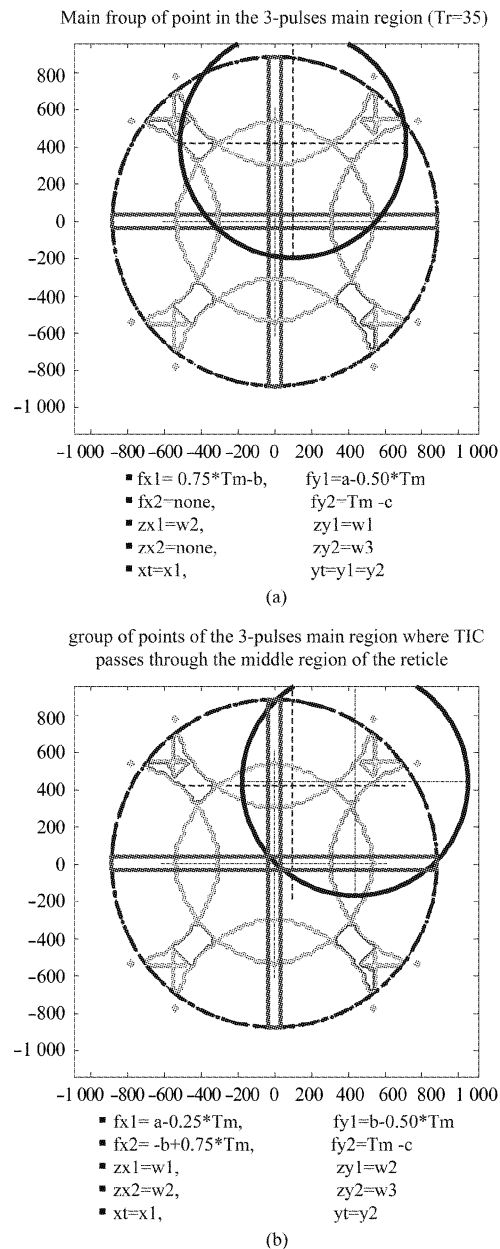 Main froup of point in the 3-pulses main region (Tr=35)
800
600
400
200
0
−200
−400
−600
−800
−1 000
−1 000 −800 −600 −400 −200 0 200 400 600 800 1 000
▪ fx1= 0.75*Tm-b, fy1=a-0.50*Tm
▪ fx2=none, fy2=Tm -c
▪ zx1=w2, zy1=w1
▪ zx2=none, zy2=w3
▪ xt=x1, yt=y1=y2
(a)
group of points of the 3-pulses main region where TIC
passes through the middle region of the reticle
800
600
400
200
0
−200
−400
−600
−800
−1 000
−1 000 −800 −600 −400 −200 0 200 400 600 800 1 000
▪ fx1= a-0.25*Tm, fy1=b-0.50*Tm
▪ fx2= -b+0.75*Tm, fy2=Tm -c
▪ zx1=w1, zy1=w2
▪ zx2=w2, zy2=w3
▪ xt=x1, yt=y2
(b)